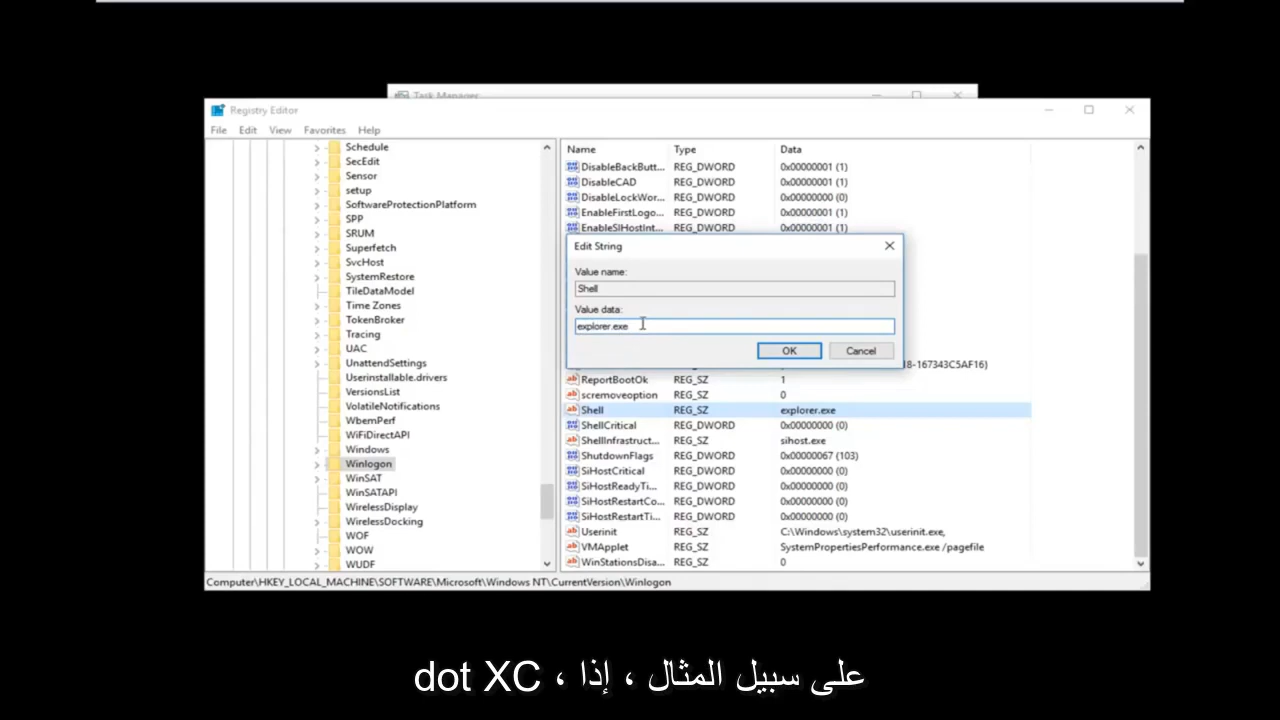 Task Manager
Registry Editor
File Edit View Favorites Help
Schedule
SecEdit
Sensor
setup
SoftwareProtectionPlatform
SPP
SRUM
Superfetch
SvcHost
SystemRestore
TileDataModel
Time Zones
TokenBroker
Tracing
UAC
UnattendSettings
Userinstallable.drivers
VersionsList
VolatileNotifications
WbemPerf
WiFiDirectAPI
Windows
Winlogon
WinSAT
WinSATAPI
WirelessDisplay
WirelessDocking
WOF
WOW
WUDF
Name Type Data
DisableBackButt... REG_DWORD 0x00000001 (1)
DisableCAD REG_DWORD 0x00000001 (1)
DisableLockWor... REG_DWORD 0x00000000 (0)
EnableFirstLogo... REG_DWORD 0x00000001 (1)
EnableSIHostInt... REG_DWORD 0x00000001 (1)
Edit String
Value name:
Shell
Value data:
explorer.exe
OK Cancel
18-167343C5AF16)
ReportBootOk REG_SZ 1
scremoveoption REG_SZ 0
Shell REG_SZ explorer.exe
ShellCritical REG_DWORD 0x00000000 (0)
ShellInfrastruct... REG_SZ sihost.exe
ShutdownFlags REG_DWORD 0x00000067 (103)
SiHostCritical REG_DWORD 0x00000000 (0)
SiHostReadyTi... REG_DWORD 0x00000000 (0)
SiHostRestartCo... REG_DWORD 0x00000000 (0)
SiHostRestartTi... REG_DWORD 0x00000000 (0)
Userinit REG_SZ C:\Windows\system32\userinit.exe,
VMApplet REG_SZ SystemPropertiesPerformance.exe /pagefile
WinStationsDisa... REG_SZ 0
Computer\HKEY_LOCAL_MACHINE\SOFTWARE\Microsoft\Windows NT\CurrentVersion\Winlogon
على سبيل المثال ، إذا ، dot XC